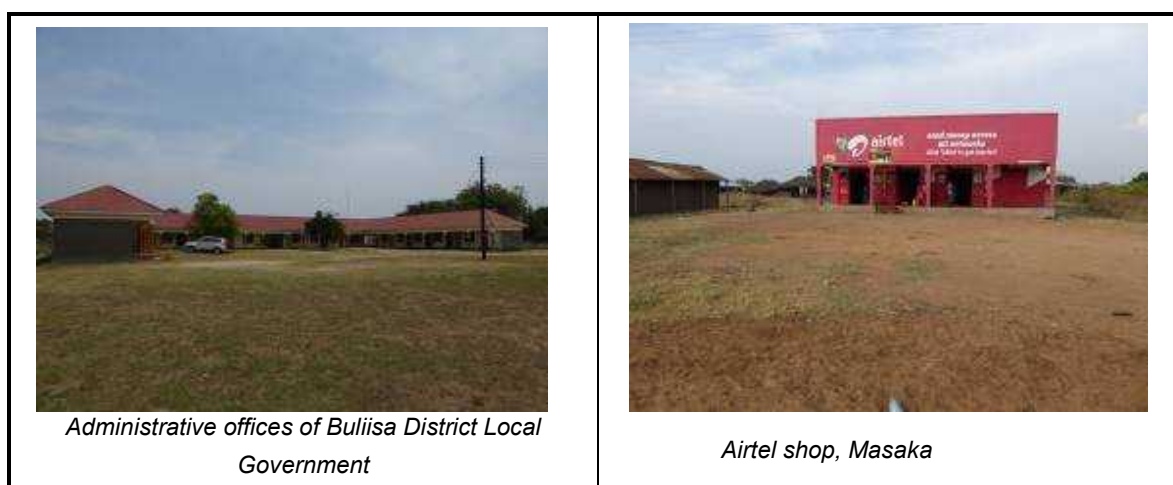 airtel
Administrative offices of Buliisa District Local
Government
Airtel shop, Masaka